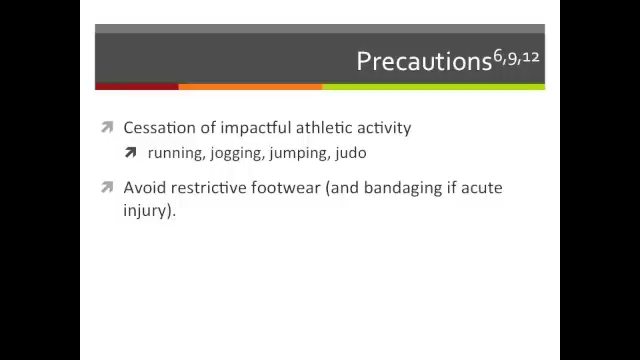 Precautions6,9,12
Cessation of impactful athletic activity
running, jogging, jumping, judo
Avoid restrictive footwear (and bandaging if acute
injury).